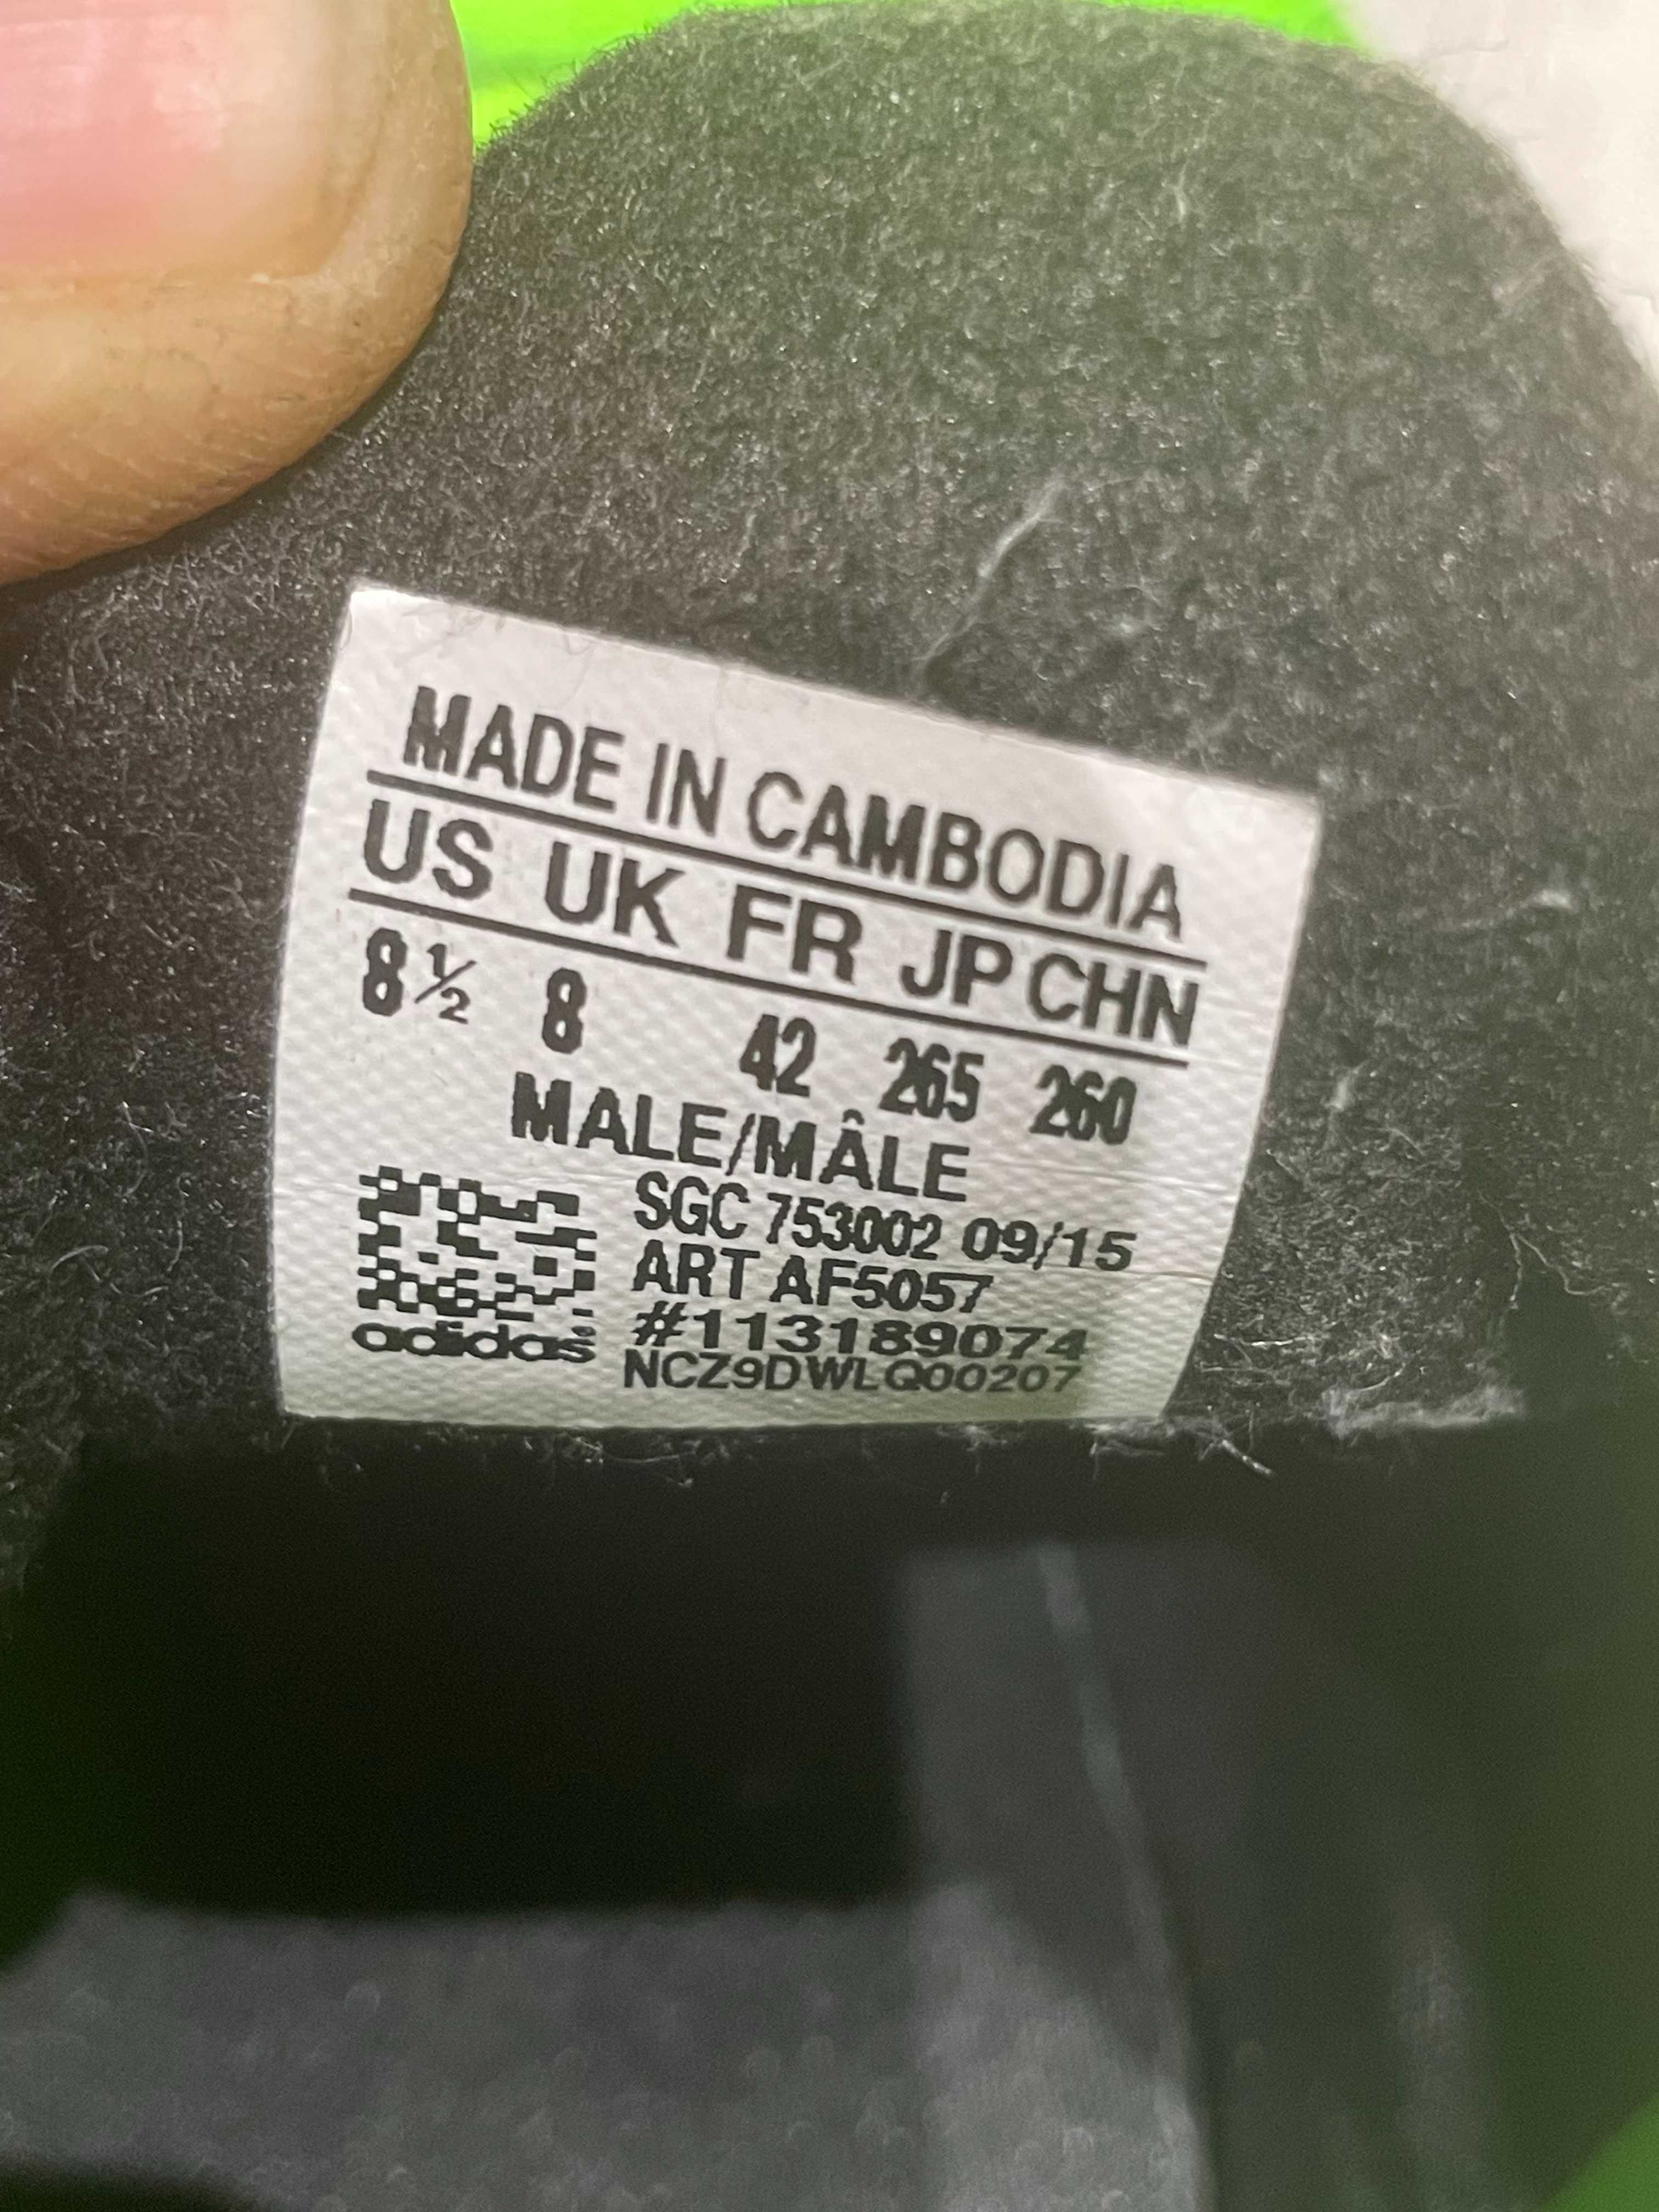 MADE IN CAMBODIA
US UK FR JP CHN
8½ 8 42 265 260
MALE/MÂLE
SGC 753002 09/15
ART AF5057
#113189074
adidas NCZ9DWLQ00207